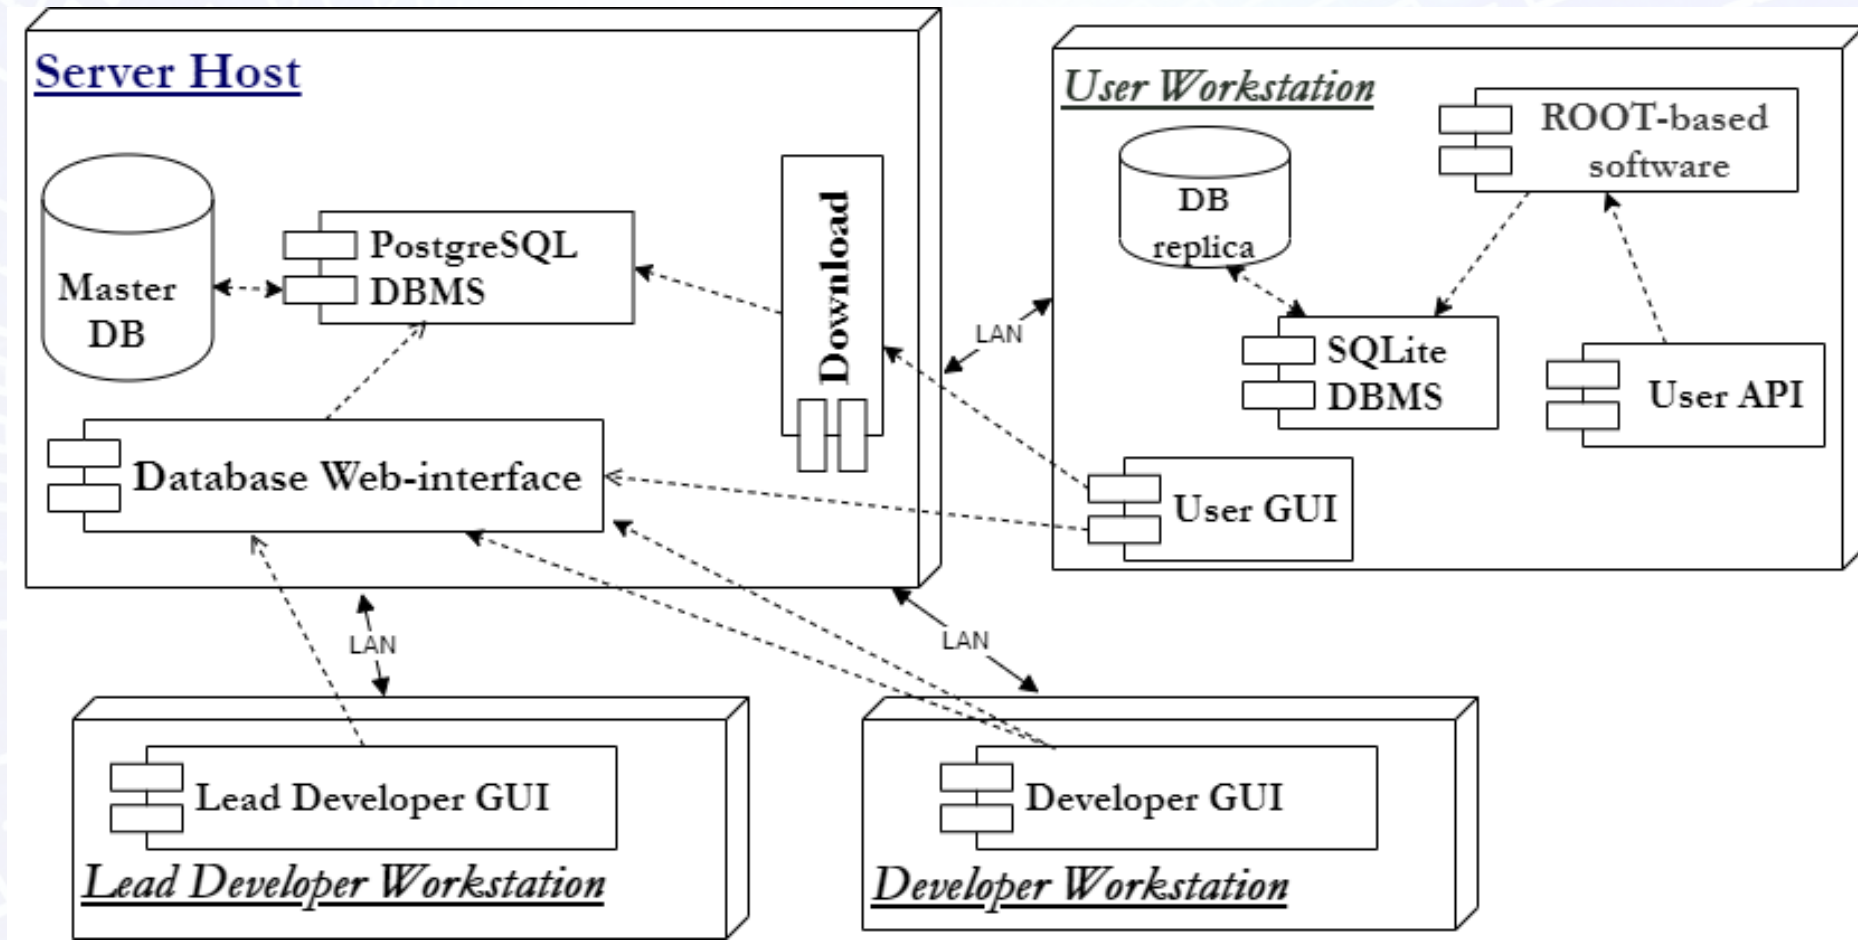 Server Host
Master
DB
PostgreSQL
DBMS
Download
Database Web-interface
LAN
User Workstation
ROOT-based
software
DB
replica
SQLite
DBMS
User API
User GUI
LAN
LAN
Lead Developer GUI
Lead Developer Workstation
Developer GUI
Developer Workstation